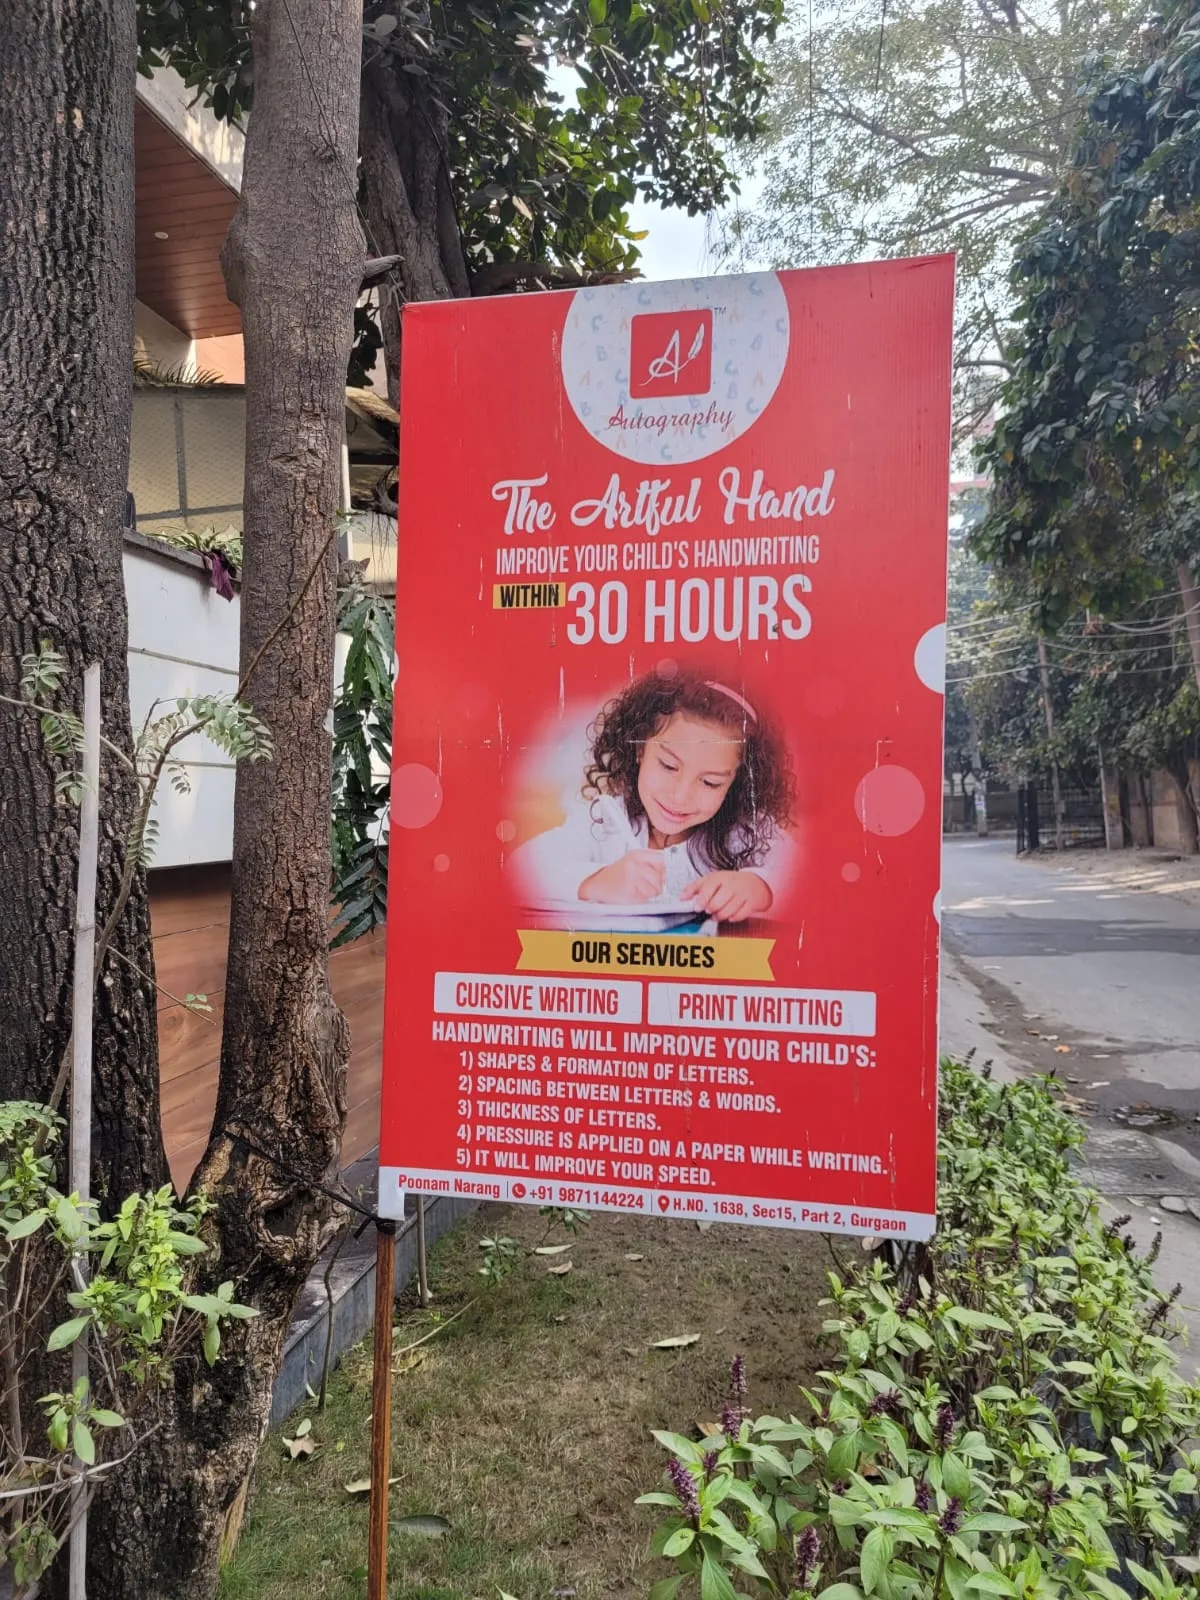 TM
A
Autography
The Artful Hand
IMPROVE YOUR CHILD'S HANDWRITING
WITHIN 30 HOURS
OUR SERVICES
CURSIVE WRITING PRINT WRITTING
HANDWRITING WILL IMPROVE YOUR CHILD'S:
1) SHAPES & FORMATION OF LETTERS.
2) SPACING BETWEEN LETTERS & WORDS.
3) THICKNESS OF LETTERS.
4) PRESSURE IS APPLIED ON A PAPER WHILE WRITING.
5) IT WILL IMPROVE YOUR SPEED.
Poonam Narang | +91 9871144224 | H.NO. 1638, Sec15, Part 2, Gurgaon